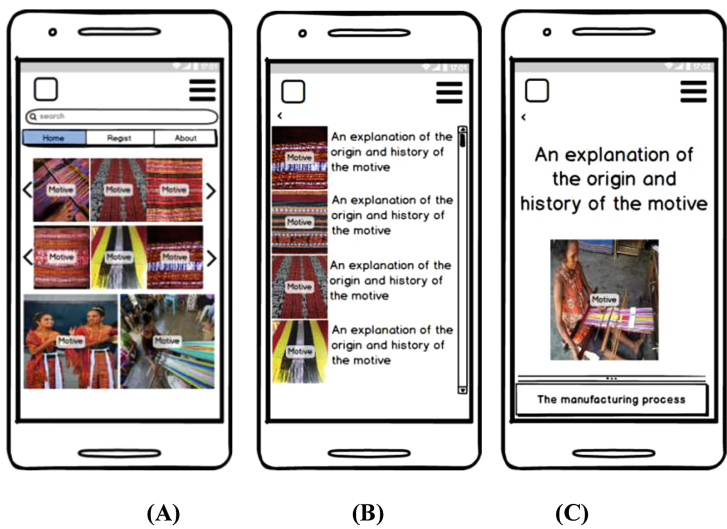 search
Home Regist About
Motive Motive Motive
Motive Motive Motive
Motive Motive
An explanation of the
origin and history of
the motive
Motive
An explanation of the
origin and history of
the motive
Motive
An explanation of the
origin and history of
the motive
Motive
An explanation of the
origin and history of
the motive
Motive
An explanation of
the origin and
history of the motive
Motive
The manufacturing process
(A) (B) (C)